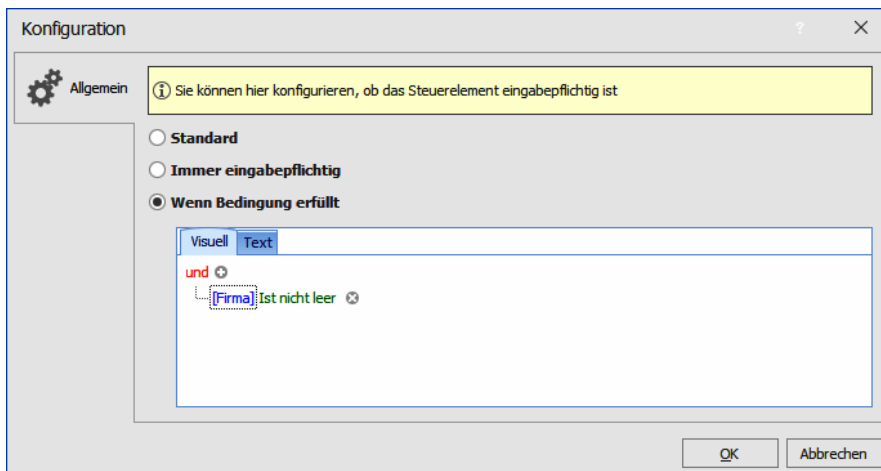 Konfiguration
?
Allgemein
Sie können hier konfigurieren, ob das Steuerelement eingabepflichtig ist
Standard
Immer eingabepflichtig
Wenn Bedingung erfüllt
Visuell Text
und
[Firma] Ist nicht leer
OK Abbrechen